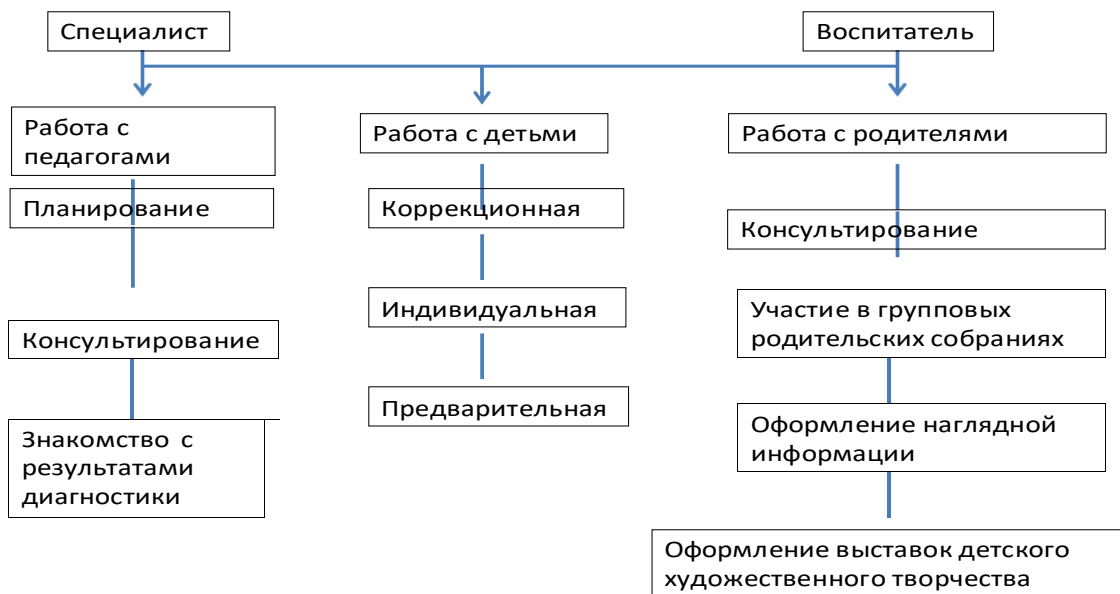 Специалист
Воспитатель
Работа с
педагогами
Планирование
Консультирование
Знакомство с
результатами
диагностики
Работа с детьми
Коррекционная
Индивидуальная
Предварительная
Работа с родителями
Консультирование
Участие в групповых
родительских собраниях
Оформление наглядной
информации
Оформление выставок детского
художественного творчества